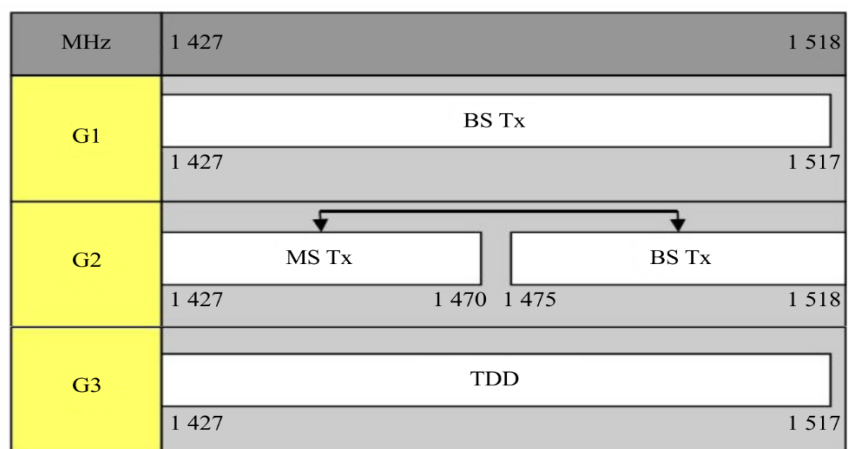 MHz 1 427 1 518
G1 BS Tx
1 427 1 517
G2 MS Tx BS Tx
1 427 1 470 1 475 1 518
G3 TDD
1 427 1 517